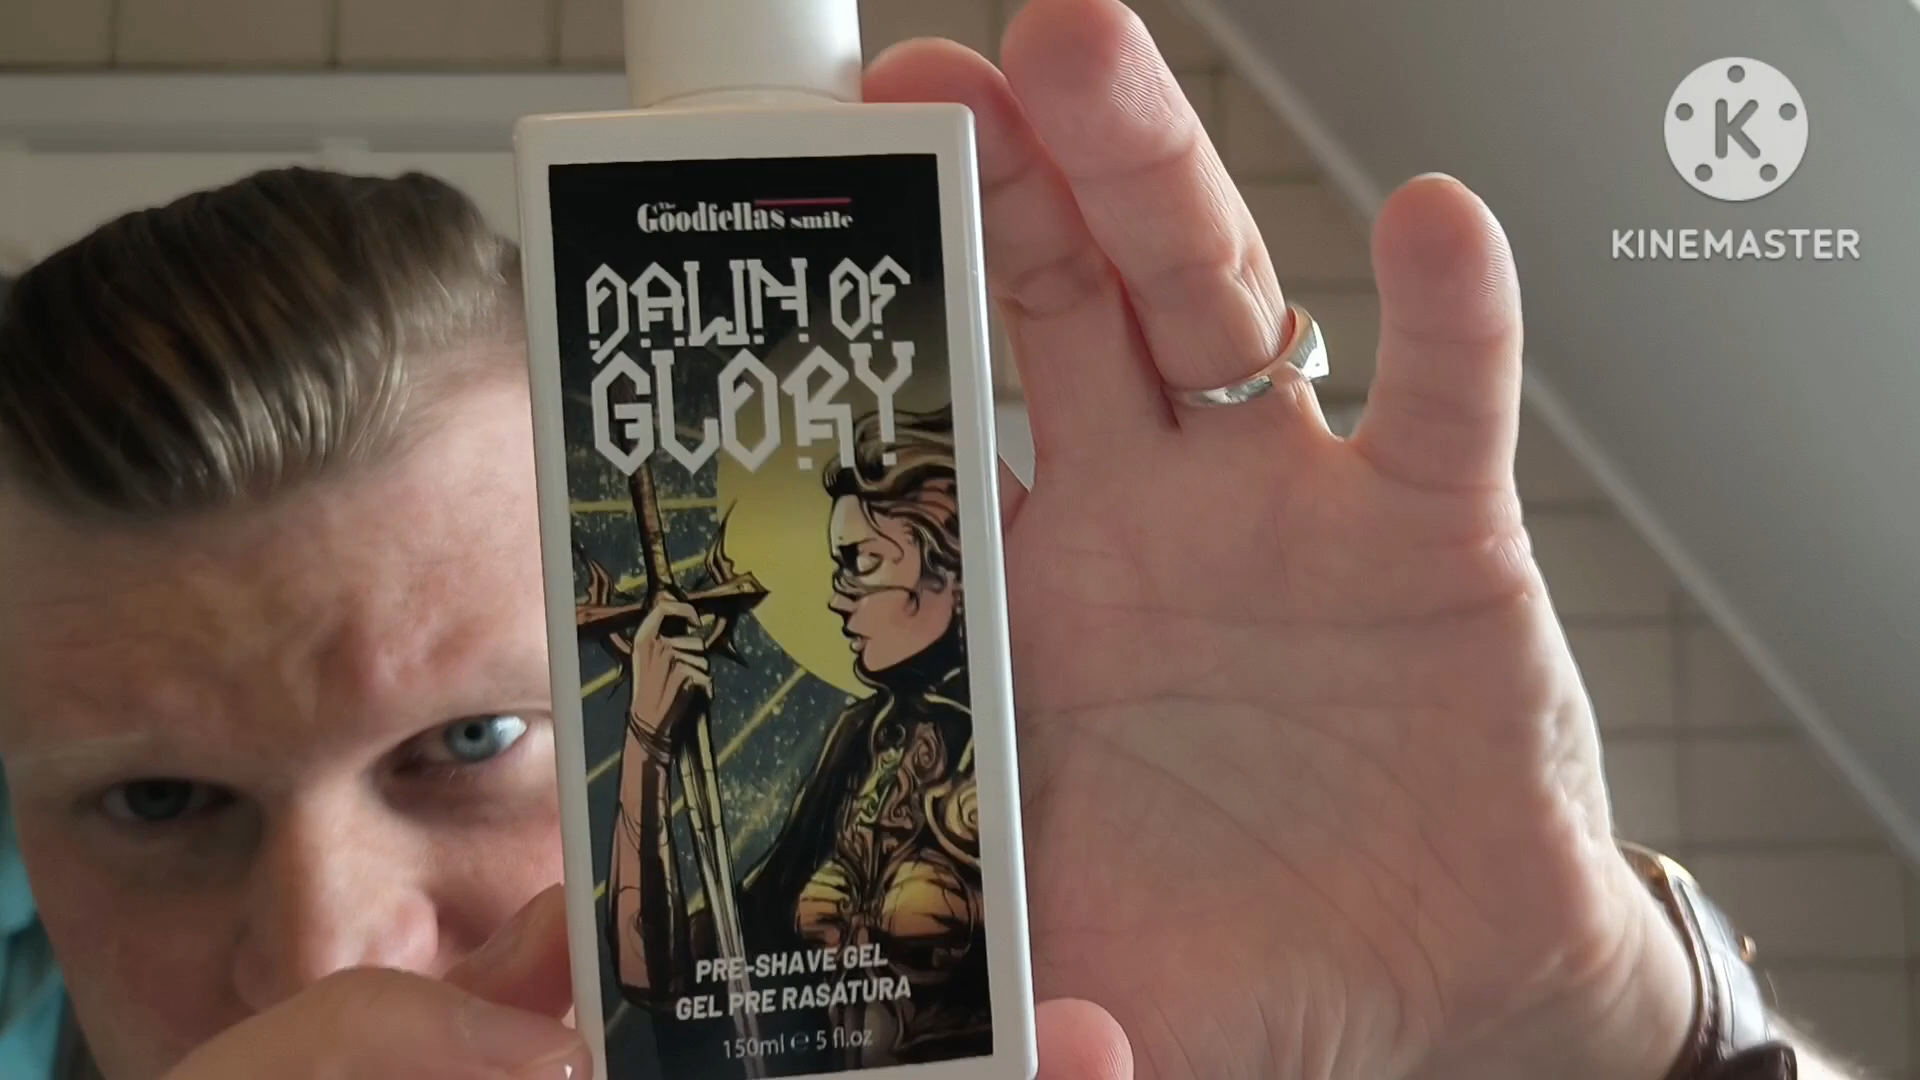 The Goodfellas smile
DAWN OF
GLORY
PRE-SHAVE GEL
GEL PRE RASATURA
150ml e 5 fl.oz
K
KINEMASTER